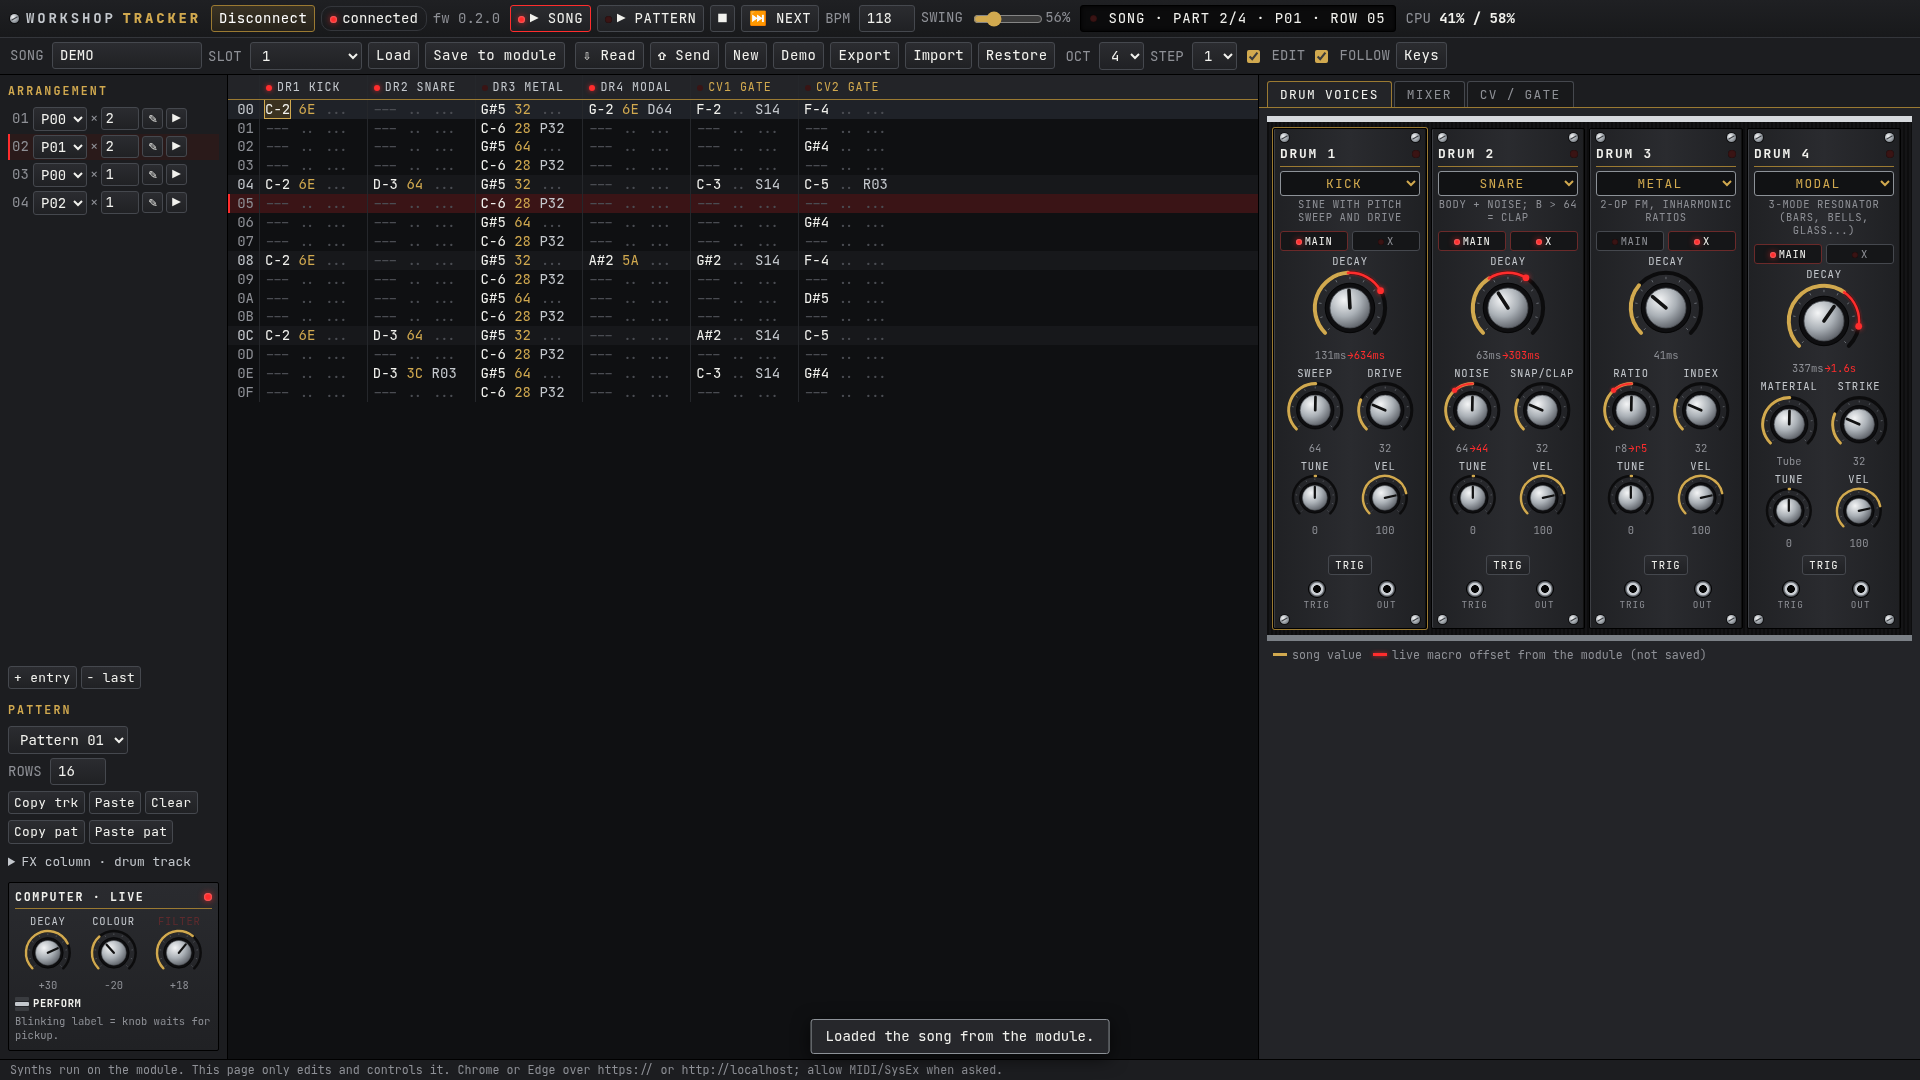 WORKSHOP TRACKER Disconnect connected fw 0.2.0 ▶ SONG ▶ PATTERN ■ ⏩ NEXT BPM 118 SWING 56% SONG · PART 2/4 · P01 · ROW 05 CPU 41% / 58%
SONG DEMO SLOT 1 Load Save to module ⇩ Read ⇧ Send New Demo Export Import Restore OCT 4 STEP 1 EDIT FOLLOW Keys
ARRANGEMENT
01 P00 × 2 ✎ ▶
02 P01 × 2 ✎ ▶
03 P00 × 1 ✎ ▶
04 P02 × 1 ✎ ▶
+ entry - last
PATTERN
Pattern 01
ROWS 16
Copy trk Paste Clear
Copy pat Paste pat
▶ FX column · drum track
COMPUTER · LIVE
DECAY COLOUR FILTER
+30 -20 +18
PERFORM
Blinking label = knob waits for
pickup.
DR1 KICK DR2 SNARE DR3 METAL DR4 MODAL CV1 GATE CV2 GATE
00 C-2 6E ... --- .. ... G#5 32 ... G-2 6E D64 F-2 .. S14 F-4 .. ...
01 --- .. ... --- .. ... C-6 28 P32 --- .. ... --- .. ... --- .. ...
02 --- .. ... --- .. ... G#5 64 ... --- .. ... --- .. ... G#4 .. ...
03 --- .. ... --- .. ... C-6 28 P32 --- .. ... --- .. ... --- .. ...
04 C-2 6E ... D-3 64 ... G#5 32 ... --- .. ... C-3 .. S14 C-5 .. R03
05 --- .. ... --- .. ... C-6 28 P32 --- .. ... --- .. ... --- .. ...
06 --- .. ... --- .. ... G#5 64 ... --- .. ... --- .. ... G#4 .. ...
07 --- .. ... --- .. ... C-6 28 P32 --- .. ... --- .. ... --- .. ...
08 C-2 6E ... --- .. ... G#5 32 ... A#2 5A ... G#2 .. S14 F-4 .. ...
09 --- .. ... --- .. ... C-6 28 P32 --- .. ... --- .. ... --- .. ...
0A --- .. ... --- .. ... G#5 64 ... --- .. ... --- .. ... D#5 .. ...
0B --- .. ... --- .. ... C-6 28 P32 --- .. ... --- .. ... --- .. ...
0C C-2 6E ... D-3 64 ... G#5 32 ... --- .. ... A#2 .. S14 C-5 .. ...
0D --- .. ... --- .. ... C-6 28 P32 --- .. ... --- .. ... --- .. ...
0E --- .. ... D-3 3C R03 G#5 64 ... --- .. ... C-3 .. S14 G#4 .. ...
0F --- .. ... --- .. ... C-6 28 P32 --- .. ... --- .. ... --- .. ...
DRUM VOICES MIXER CV / GATE
DRUM 1
KICK
SINE WITH PITCH
SWEEP AND DRIVE
MAIN X
DECAY
131ms→634ms
SWEEP DRIVE
64 32
TUNE VEL
0 100
TRIG
TRIG OUT
DRUM 2
SNARE
BODY + NOISE; B > 64
= CLAP
MAIN X
DECAY
63ms→303ms
NOISE SNAP/CLAP
64→44 32
TUNE VEL
0 100
TRIG
TRIG OUT
DRUM 3
METAL
2-OP FM, INHARMONIC
RATIOS
MAIN X
DECAY
41ms
RATIO INDEX
r8→r5 32
TUNE VEL
0 100
TRIG
TRIG OUT
DRUM 4
MODAL
3-MODE RESONATOR
(BARS, BELLS,
GLASS...)
MAIN X
DECAY
337ms→1.6s
MATERIAL STRIKE
Tube 32
TUNE VEL
0 100
TRIG
TRIG OUT
song value live macro offset from the module (not saved)
Loaded the song from the module.
Synths run on the module. This page only edits and controls it. Chrome or Edge over https:// or http://localhost; allow MIDI/SysEx when asked.